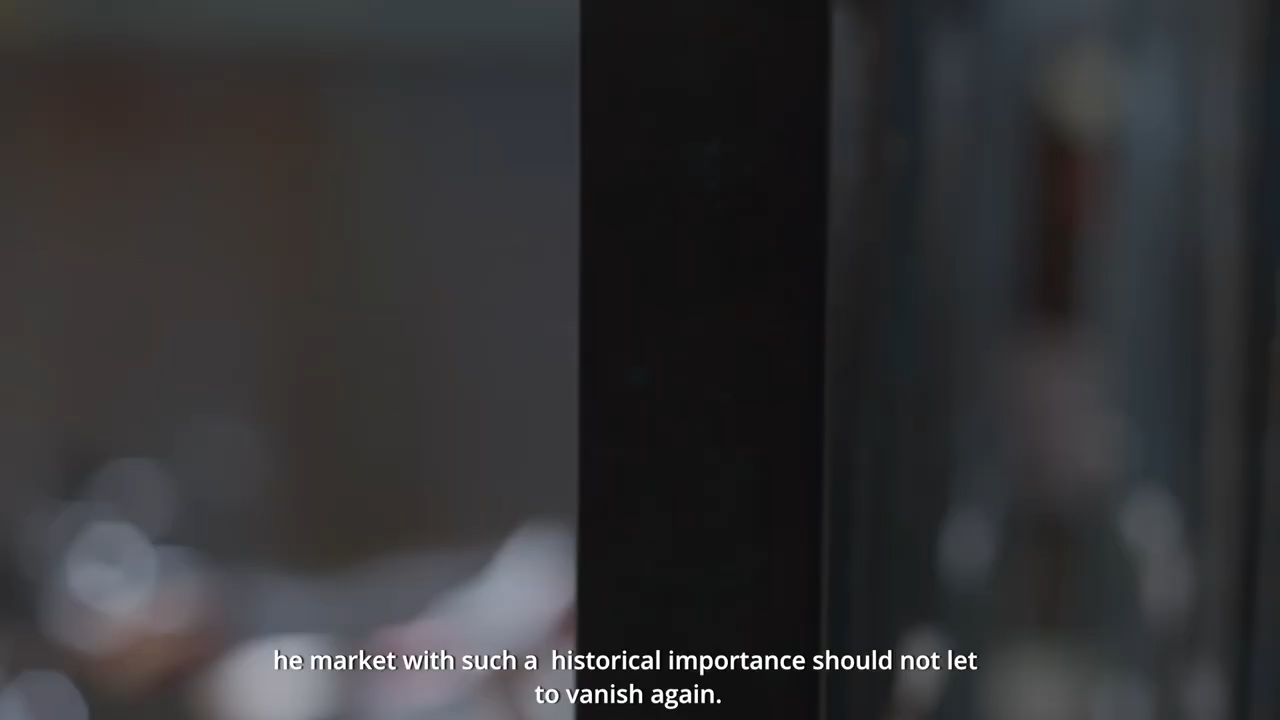 he market with such a  historical importance should not let
to vanish again.